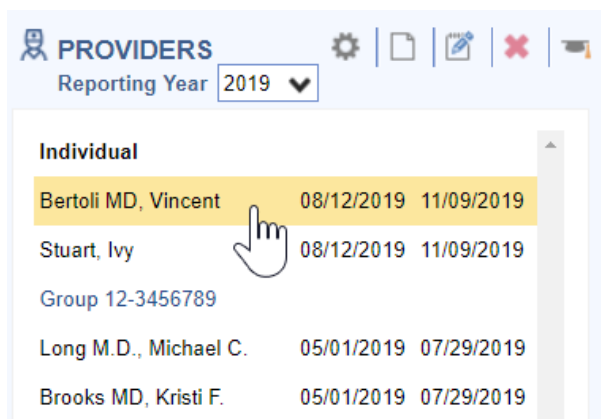 PROVIDERS
Reporting Year 2019
Individual
Bertoli MD, Vincent 08/12/2019 11/09/2019
Stuart, Ivy 08/12/2019 11/09/2019
Group 12-3456789
Long M.D., Michael C. 05/01/2019 07/29/2019
Brooks MD, Kristi F. 05/01/2019 07/29/2019